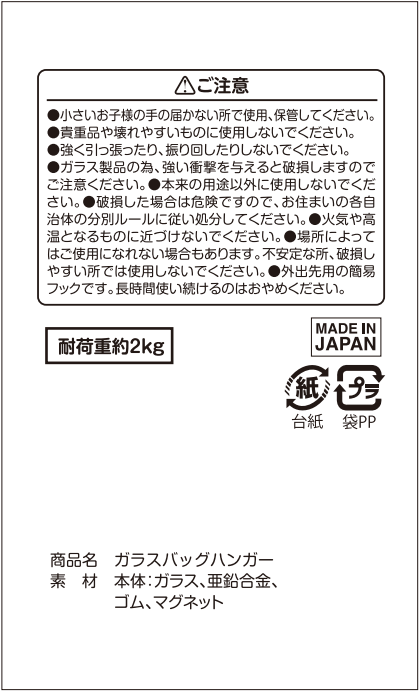 ⚠ご注意
●小さいお子様の手の届かない所で使用、保管してください。
●貴重品や壊れやすいものに使用しないでください。
●強く引っ張ったり、振り回したりしないでください。
●ガラス製品の為、強い衝撃を与えると破損しますので
ご注意ください。●本来の用途以外に使用しないでくだ
さい。●破損した場合は危険ですので、お住まいの各自
治体の分別ルールに従い処分してください。●火気や高
温となるものに近づけないでください。●場所によって
はご使用になれない場合もあります。不安定な所、破損し
やすい所では使用しないでください。●外出先用の簡易
フックです。長時間使い続けるのはおやめください。
耐荷重約2kg
MADE IN
JAPAN
紙 プラ
台紙 袋PP
商品名 ガラスバッグハンガー
素 材 本体：ガラス、亜鉛合金、
ゴム、マグネット